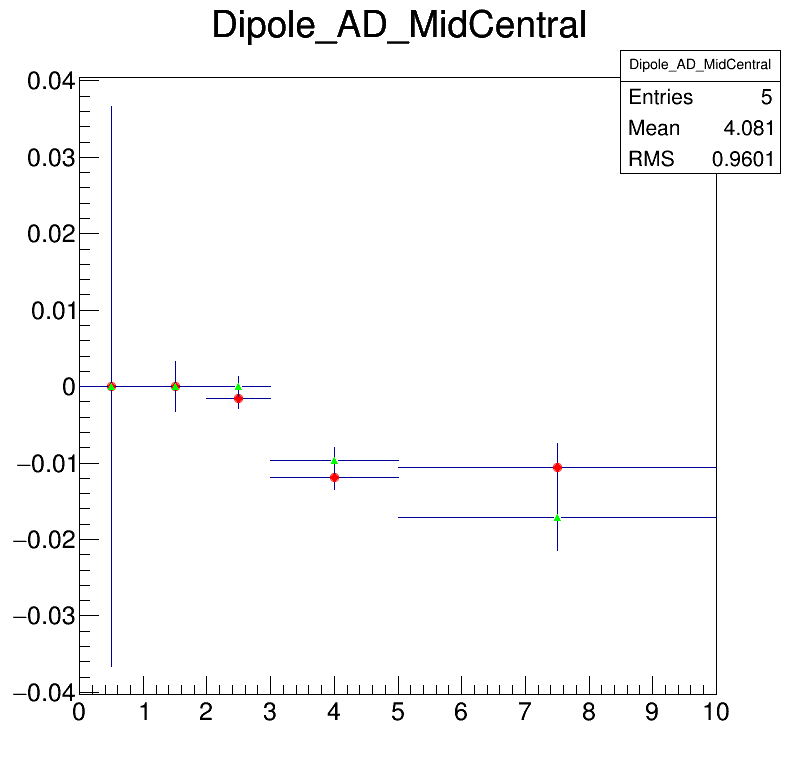 Dipole_AD_MidCentral
Dipole_AD_MidCentral
Entries 5
Mean 4.081
RMS 0.9601
0.04
0.03
0.02
0.01
0
−0.01
−0.02
−0.03
−0.04
0 1 2 3 4 5 6 7 8 9 10